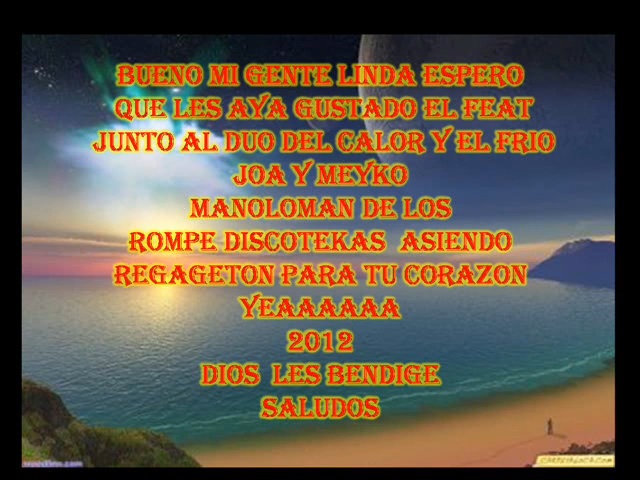 BUENO MI GENTE LINDA ESPERO
QUE LES AYA GUSTADO EL FEAT
JUNTO AL DUO DEL CALOR Y EL FRIO
JOA Y MEYKO
MANOLOMAN DE LOS
ROMPE DISCOTEKAS ASIENDO
REGAGETON PARA TU CORAZON
YEAAAAAA
2012
DIOS LES BENDIGE
SALUDOS